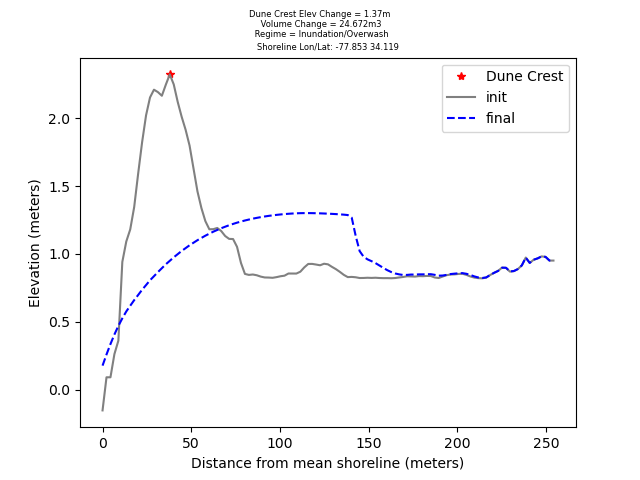 Dune Crest Elev Change = 1.37m
Volume Change = 24.672m3
Regime = Inundation/Overwash
Shoreline Lon/Lat: -77.853 34.119
Dune Crest
init
final
2.0
1.5
1.0
0.5
0.0
Elevation (meters)
0 50 100 150 200 250
Distance from mean shoreline (meters)